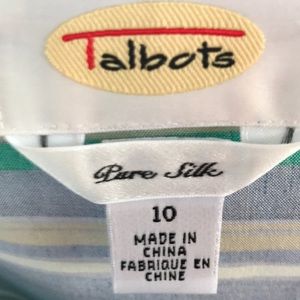 Talbots
Pure Silk
10
MADE IN
CHINA
FABRIQUE EN
CHINE